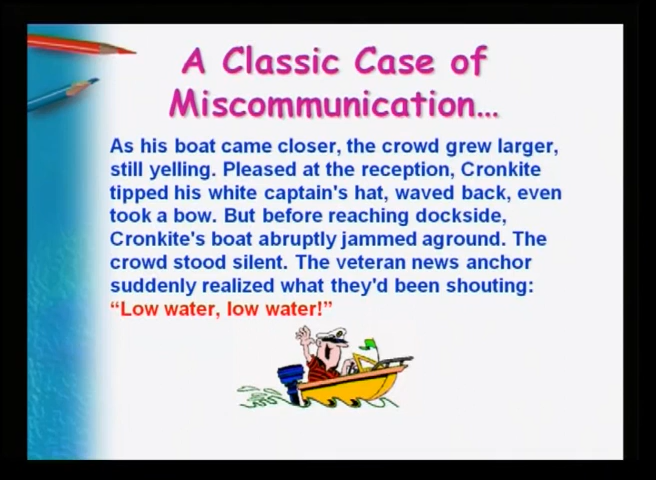 A Classic Case of
Miscommunication…
As his boat came closer, the crowd grew larger,
still yelling. Pleased at the reception, Cronkite
tipped his white captain's hat, waved back, even
took a bow. But before reaching dockside,
Cronkite's boat abruptly jammed aground. The
crowd stood silent. The veteran news anchor
suddenly realized what they'd been shouting:
“Low water, low water!”